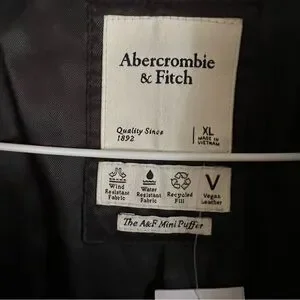 Abercrombie
& Fitch
Quality Since
1892
XL
MADE IN
VIETNAM
Wind
Resistant
Fabric
Water
Resistant
Fabric
Recycled
Fill
V
Vegan
Leather
The A&F Mini Puffer